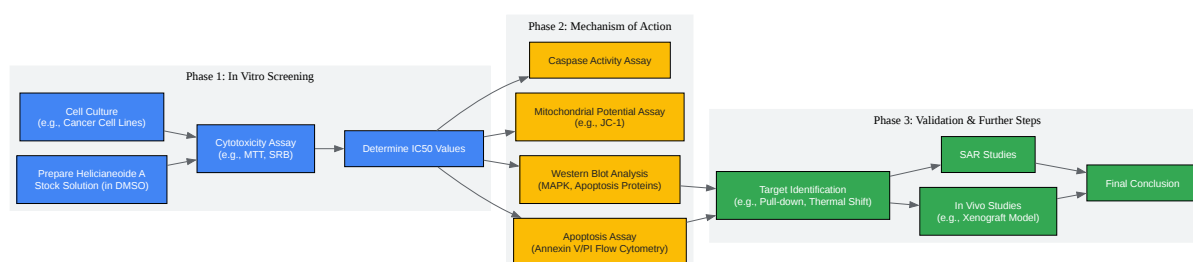 Phase 1: In Vitro Screening
Cell Culture
(e.g., Cancer Cell Lines)
Prepare Helicianeoide A
Stock Solution (in DMSO)
Cytotoxicity Assay
(e.g., MTT, SRB)
Determine IC50 Values
Phase 2: Mechanism of Action
Caspase Activity Assay
Mitochondrial Potential Assay
(e.g., JC-1)
Western Blot Analysis
(MAPK, Apoptosis Proteins)
Apoptosis Assay
(Annexin V/PI Flow Cytometry)
Phase 3: Validation & Further Steps
Target Identification
(e.g., Pull-down, Thermal Shift)
SAR Studies
In Vivo Studies
(e.g., Xenograft Model)
Final Conclusion